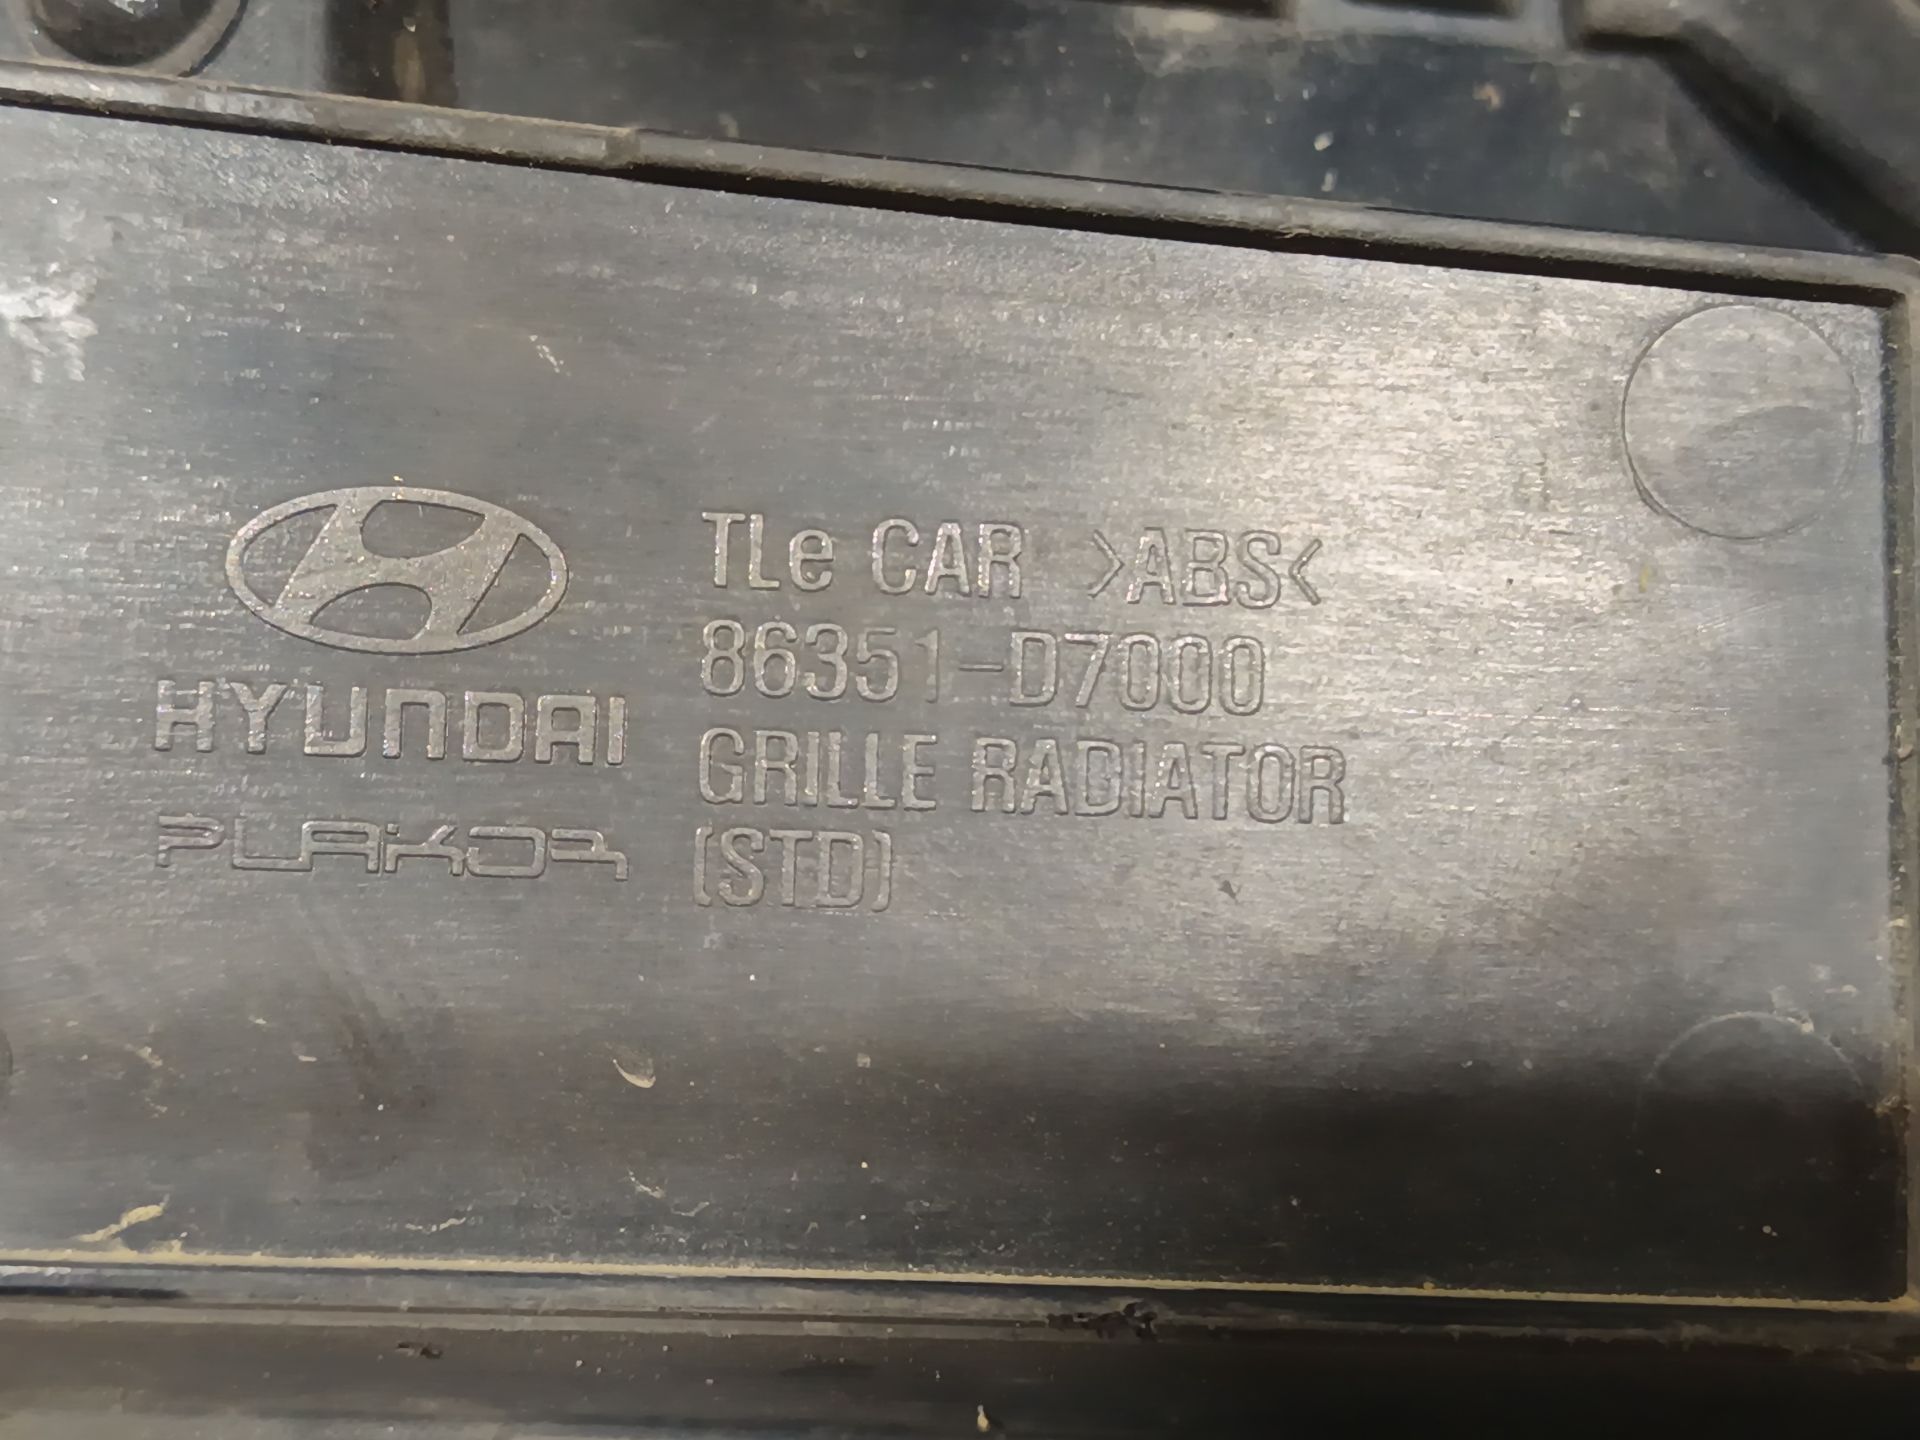 TLe CAR >ABS<
86351-D7000
HYUNDAI
GRILLE RADIATOR
PLAKOR
(STD)